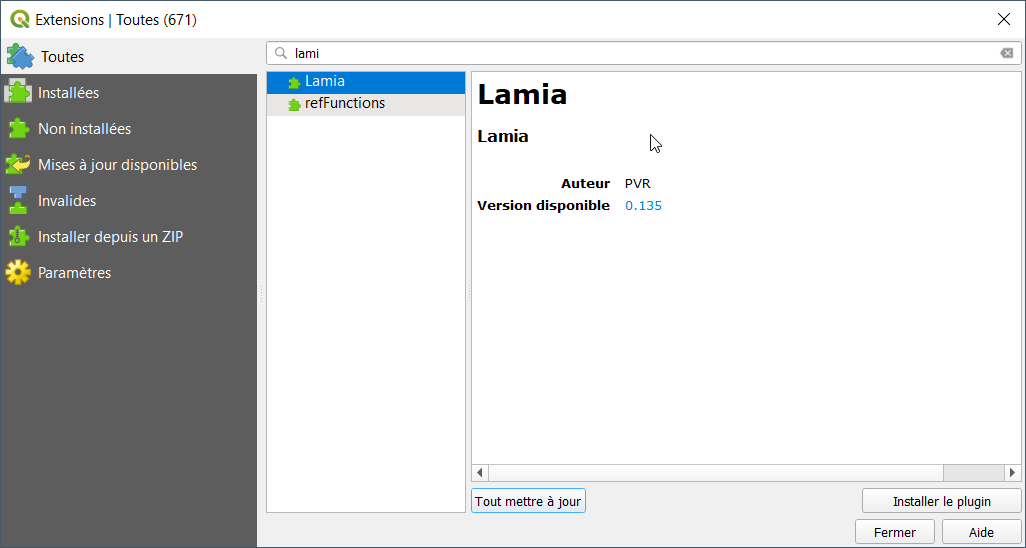 Extensions | Toutes (671)
Toutes
Installées
Non installées
Mises à jour disponibles
Invalides
Installer depuis un ZIP
Paramètres
lami
Lamia
refFunctions
Lamia
Lamia
Auteur PVR
Version disponible 0.135
Tout mettre à jour
Installer le plugin
Fermer
Aide